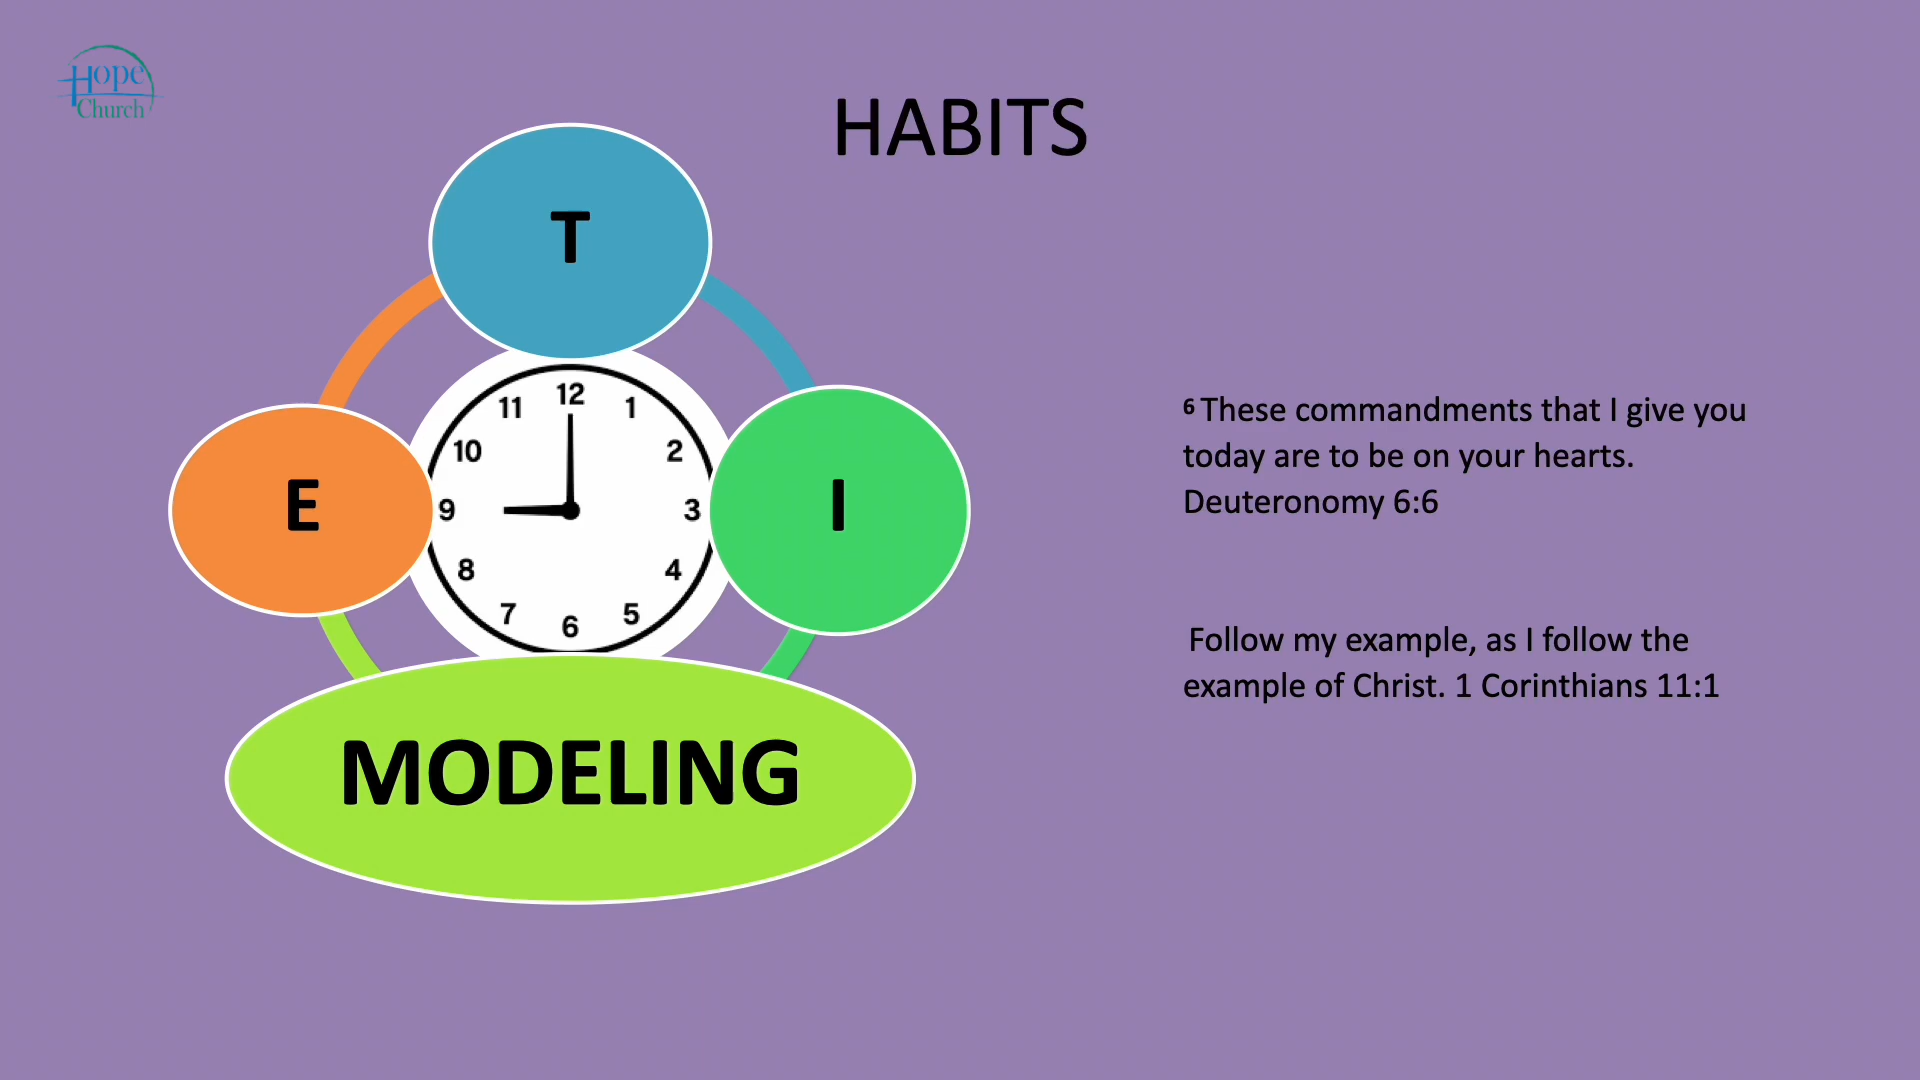 Hope
Church
HABITS
T
E
I
12
1
2
3
4
5
6
7
8
9
10
11
MODELING
6 These commandments that I give you
today are to be on your hearts.
Deuteronomy 6:6
Follow my example, as I follow the
example of Christ. 1 Corinthians 11:1